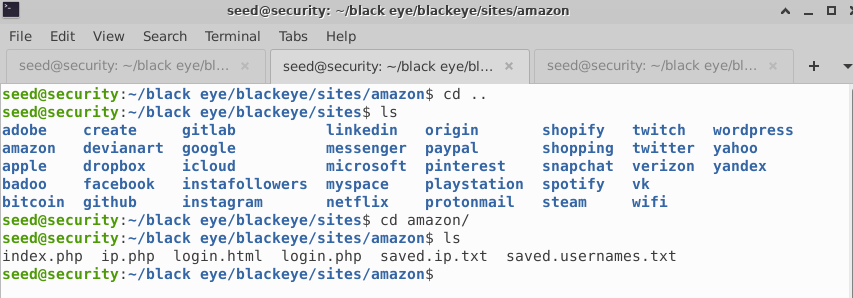 seed@security: ~/black eye/blackeye/sites/amazon
File Edit View Search Terminal Tabs Help
seed@security: ~/black eye/bl... × seed@security: ~/black eye/bl... × seed@security: ~/black eye/bl... × +
seed@security:~/black eye/blackeye/sites/amazon$ cd ..
seed@security:~/black eye/blackeye/sites$ ls
adobe create gitlab linkedin origin shopify twitch wordpress
amazon devianart google messenger paypal shopping twitter yahoo
apple dropbox icloud microsoft pinterest snapchat verizon yandex
badoo facebook instafollowers myspace playstation spotify vk
bitcoin github instagram netflix protonmail steam wifi
seed@security:~/black eye/blackeye/sites$ cd amazon/
seed@security:~/black eye/blackeye/sites/amazon$ ls
index.php ip.php login.html login.php saved.ip.txt saved.usernames.txt
seed@security:~/black eye/blackeye/sites/amazon$